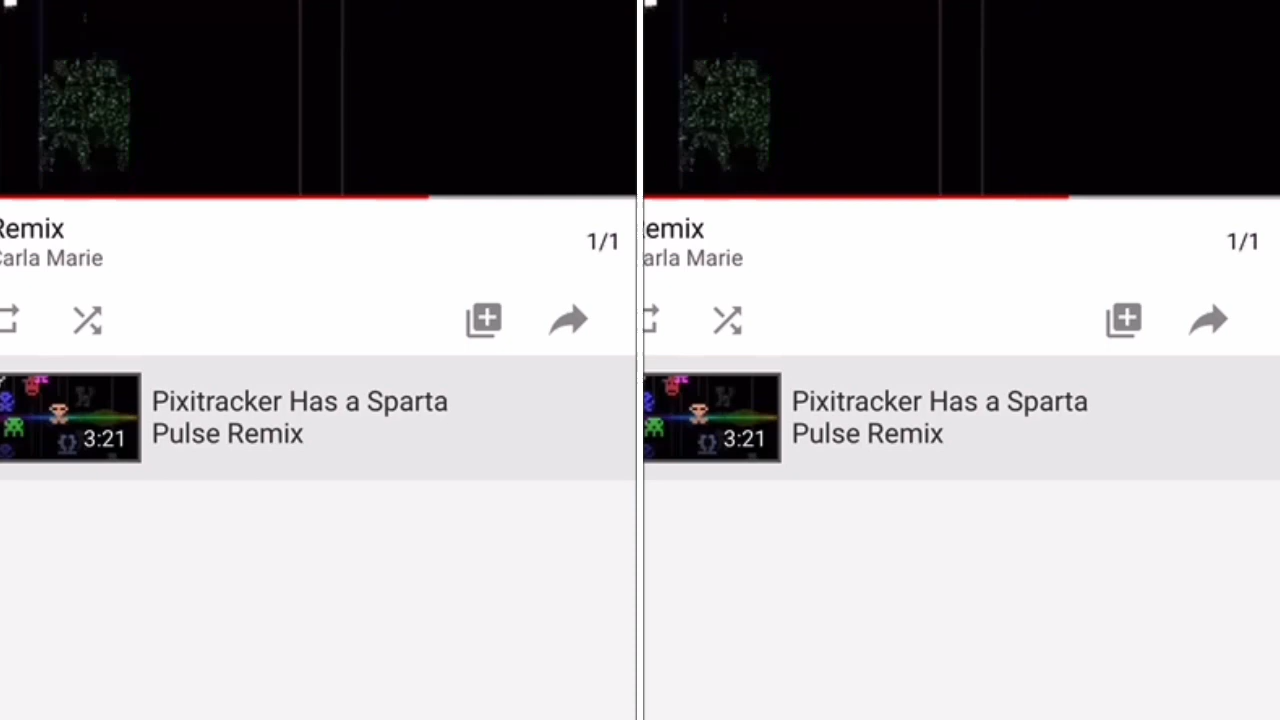 Remix
Carla Marie
1/1
3:21
Pixitracker Has a Sparta
Pulse Remix
emix
arla Marie
1/1
3:21
Pixitracker Has a Sparta
Pulse Remix